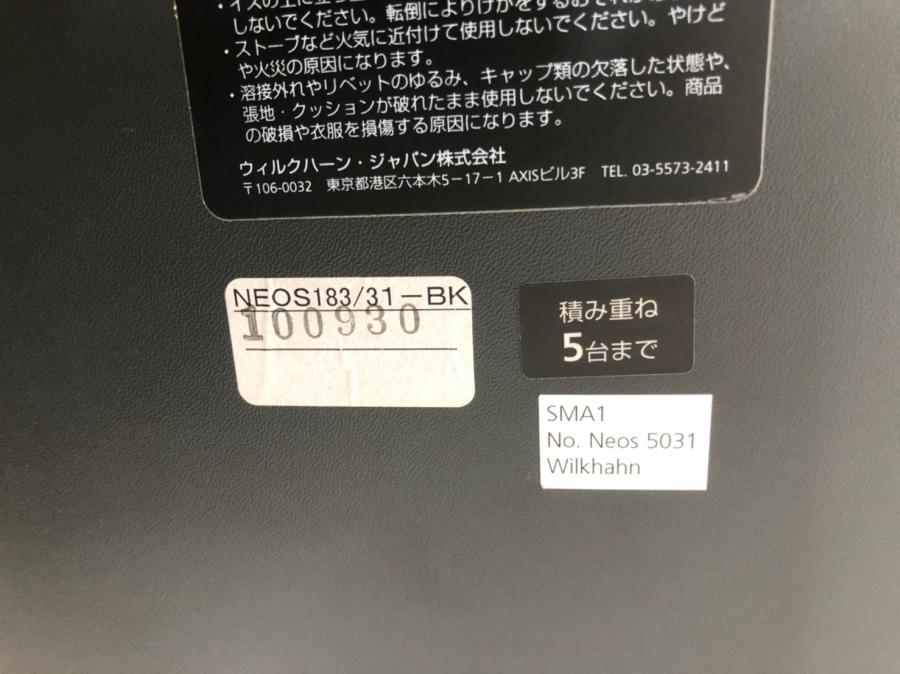 ・イスの上に立っ
しないでください。転倒によりけがをするおそれが
・ストーブなど火気に近付けて使用しないでください。やけど
や火災の原因になります。
・溶接外れやリベットのゆるみ、キャップ類の欠落した状態や、
張地・クッションが破れたまま使用しないでください。商品
の破損や衣服を損傷する原因になります。
ウィルクハーン・ジャパン株式会社
〒106-0032 東京都港区六本木5-17-1 AXISビル3F TEL. 03-5573-2411
NEOS183/31-BK
100930
積み重ね
5台まで
SMA1
No. Neos 5031
Wilkhahn